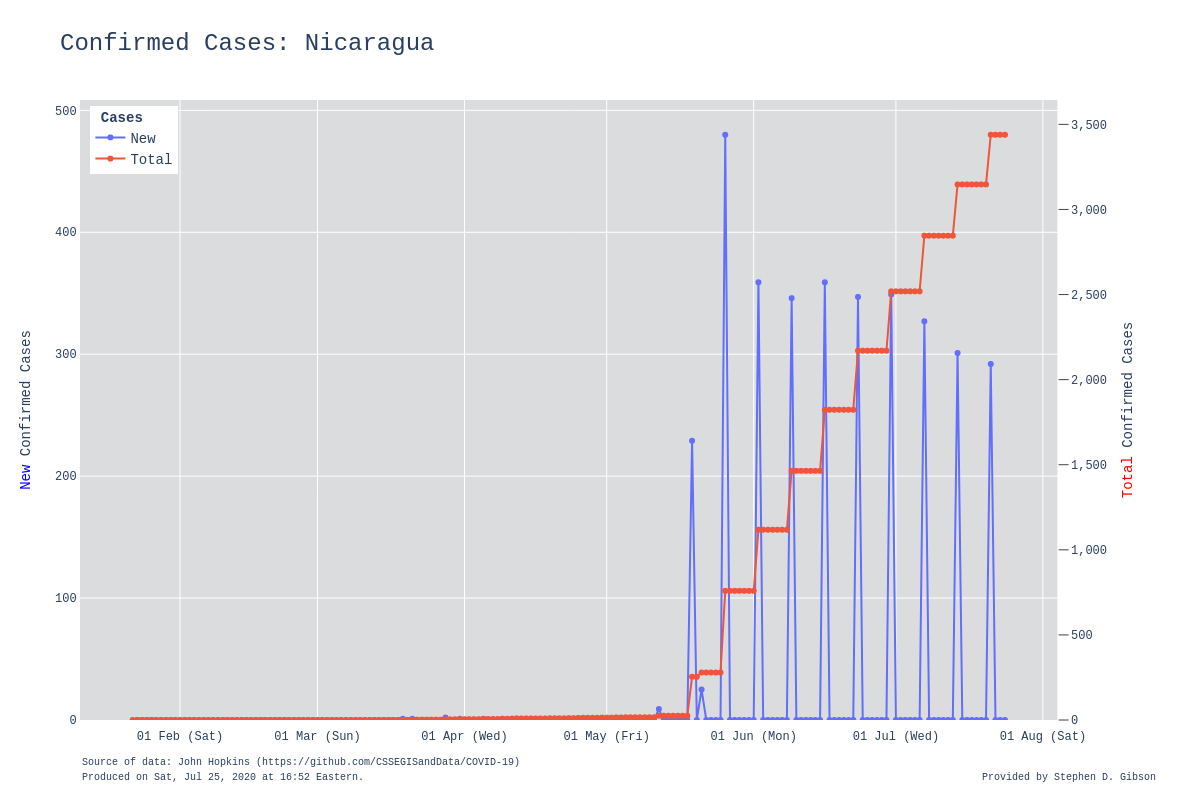 Confirmed Cases: Nicaragua
Cases
New
Total
500
400
300
200
100
0
3,500
3,000
2,500
2,000
1,500
1,000
500
0
New Confirmed Cases
Total Confirmed Cases
01 Feb (Sat) 01 Mar (Sun) 01 Apr (Wed) 01 May (Fri) 01 Jun (Mon) 01 Jul (Wed) 01 Aug (Sat)
Source of data: John Hopkins (https://github.com/CSSEGISandData/COVID-19)
Produced on Sat, Jul 25, 2020 at 16:52 Eastern.
Provided by Stephen D. Gibson